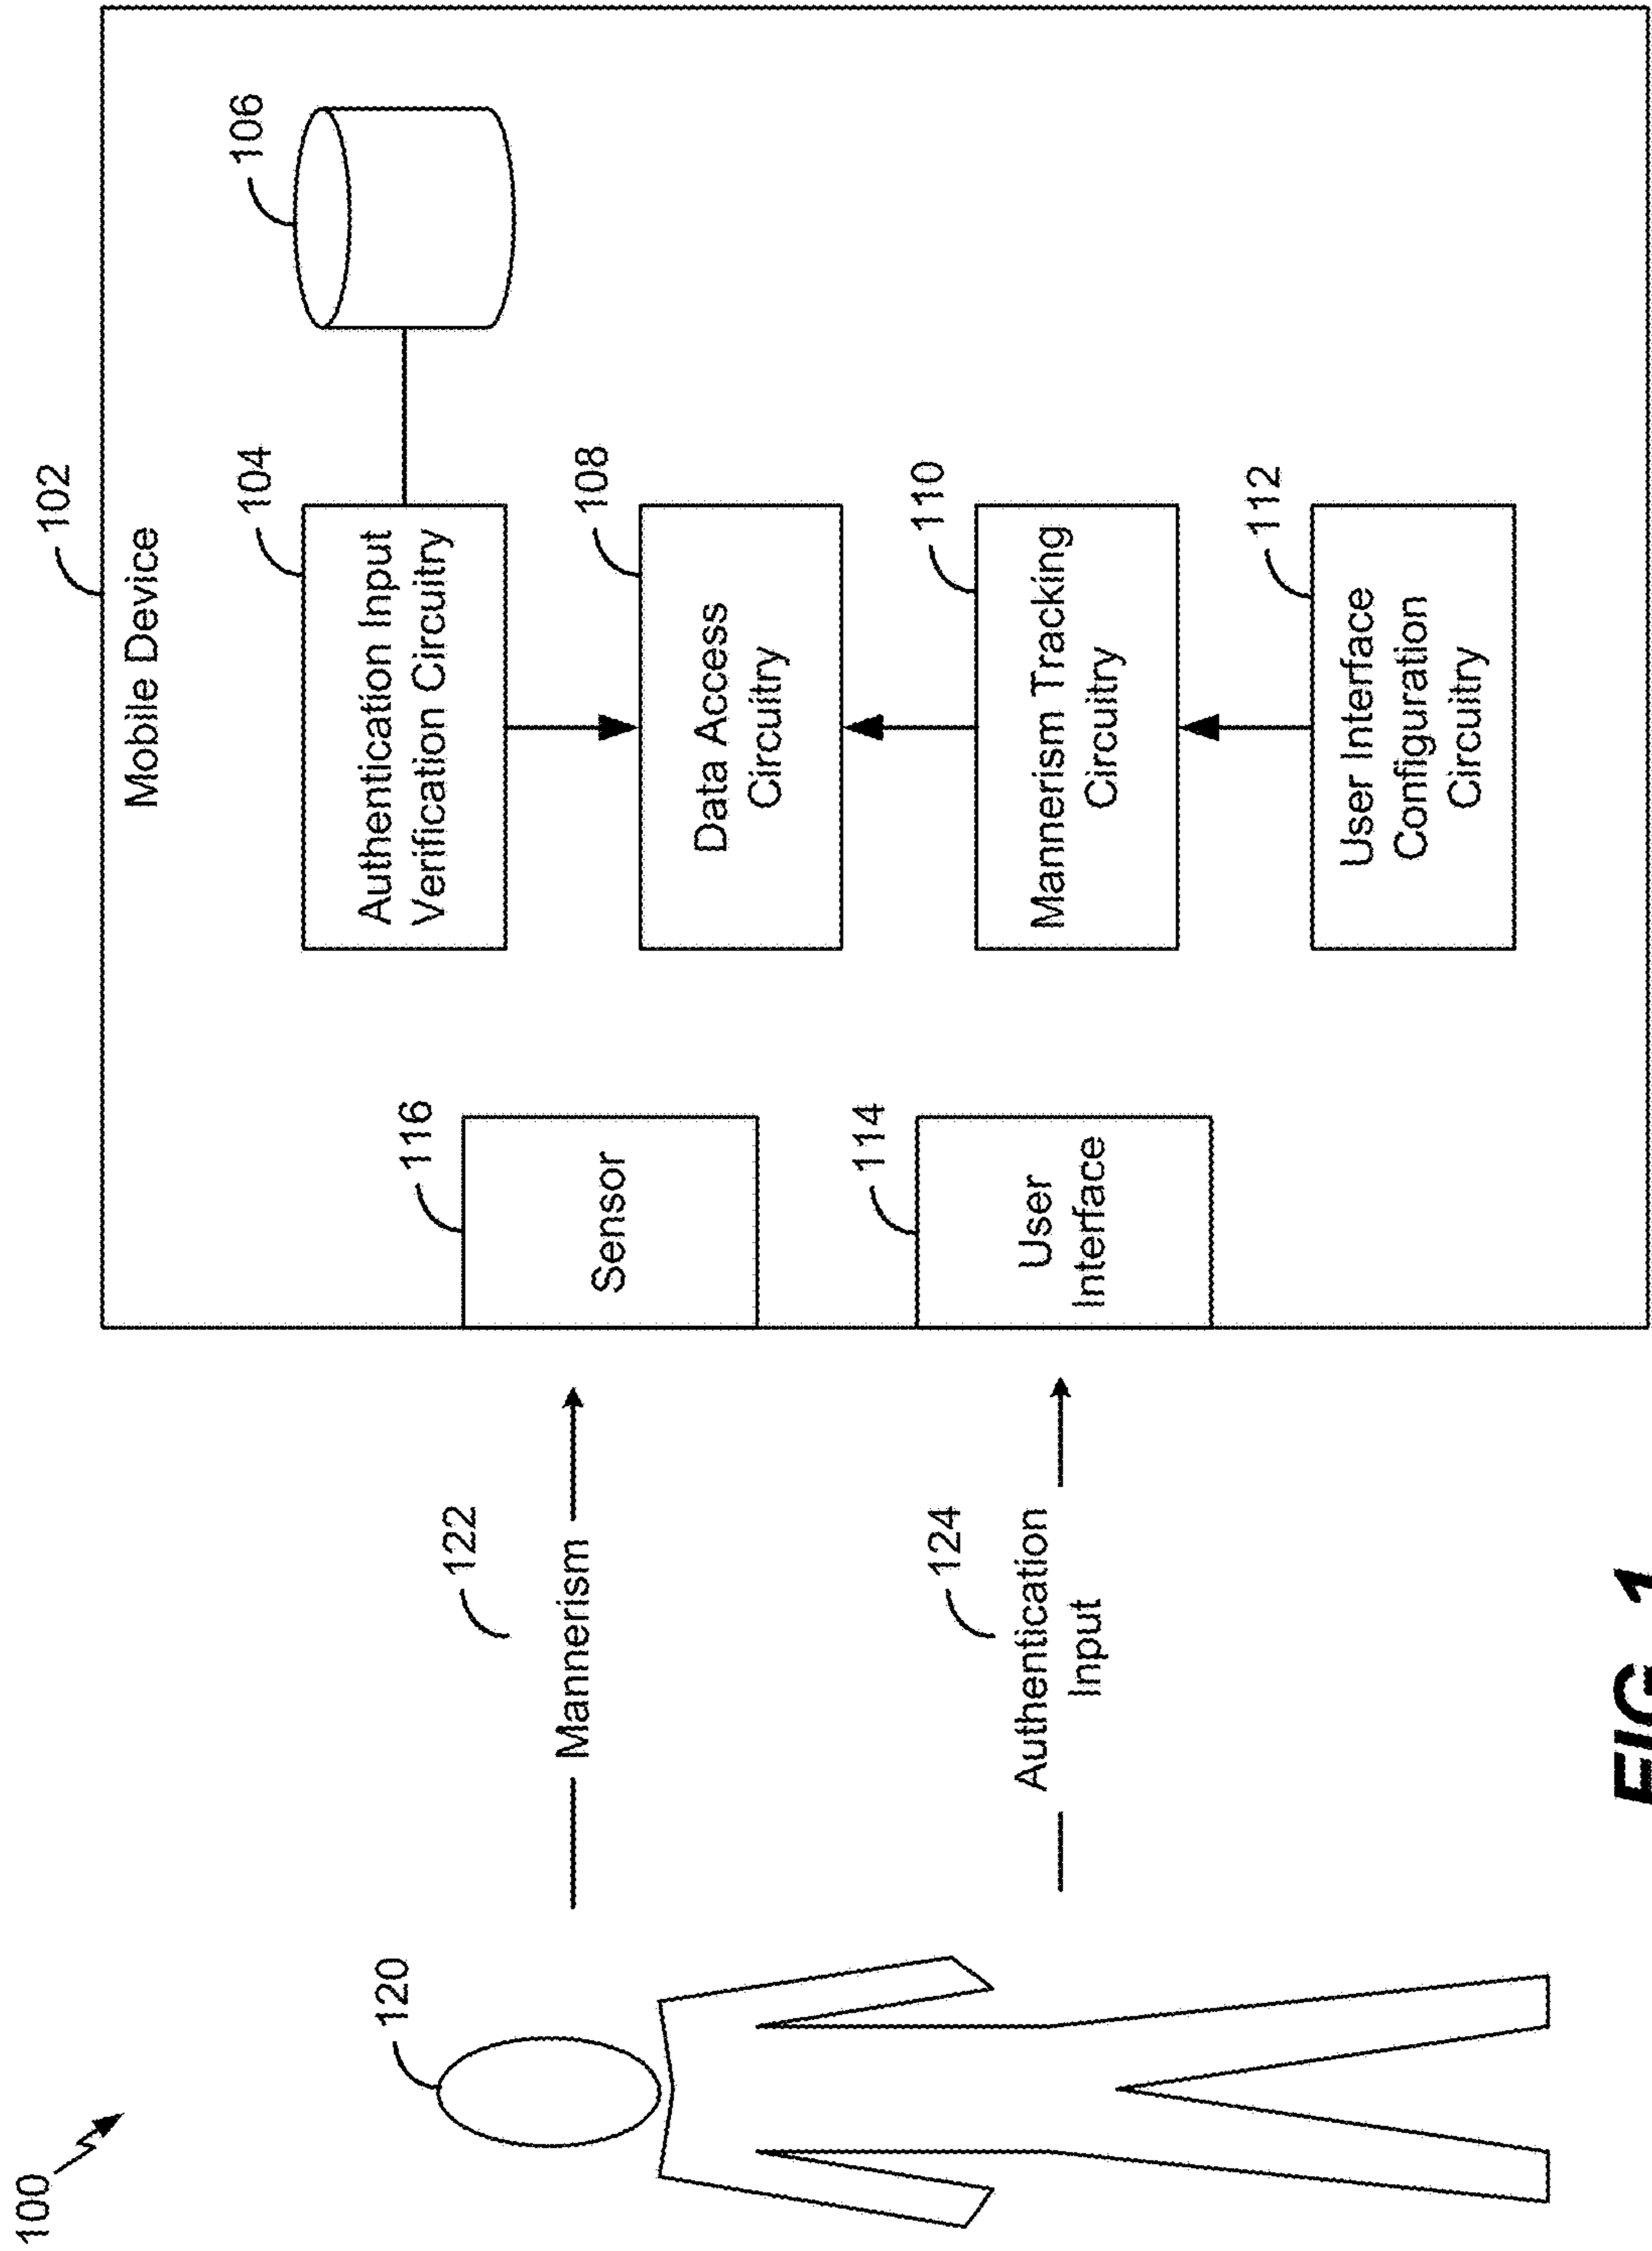 100
102
Mobile Device
104
Authentication Input
Verification Circuitry
106
108
Data Access
Circuitry
110
Mannerism Tracking
Circuitry
112
User Interface
Configuration
Circuitry
116
Sensor
114
User
Interface
122
Mannerism
124
Authentication
Input
120
FIG. 1